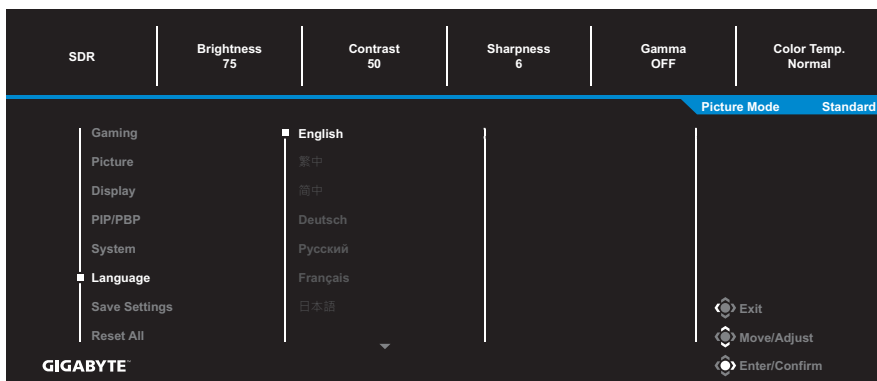 SDR
Brightness
75
Contrast
50
Sharpness
6
Gamma
OFF
Color Temp.
Normal
Picture Mode Standard
Gaming
Picture
Display
PIP/PBP
System
Language
Save Settings
Reset All
English
繁中
简中
Deutsch
Русский
Français
日本語
Exit
Move/Adjust
Enter/Confirm
GIGABYTE™